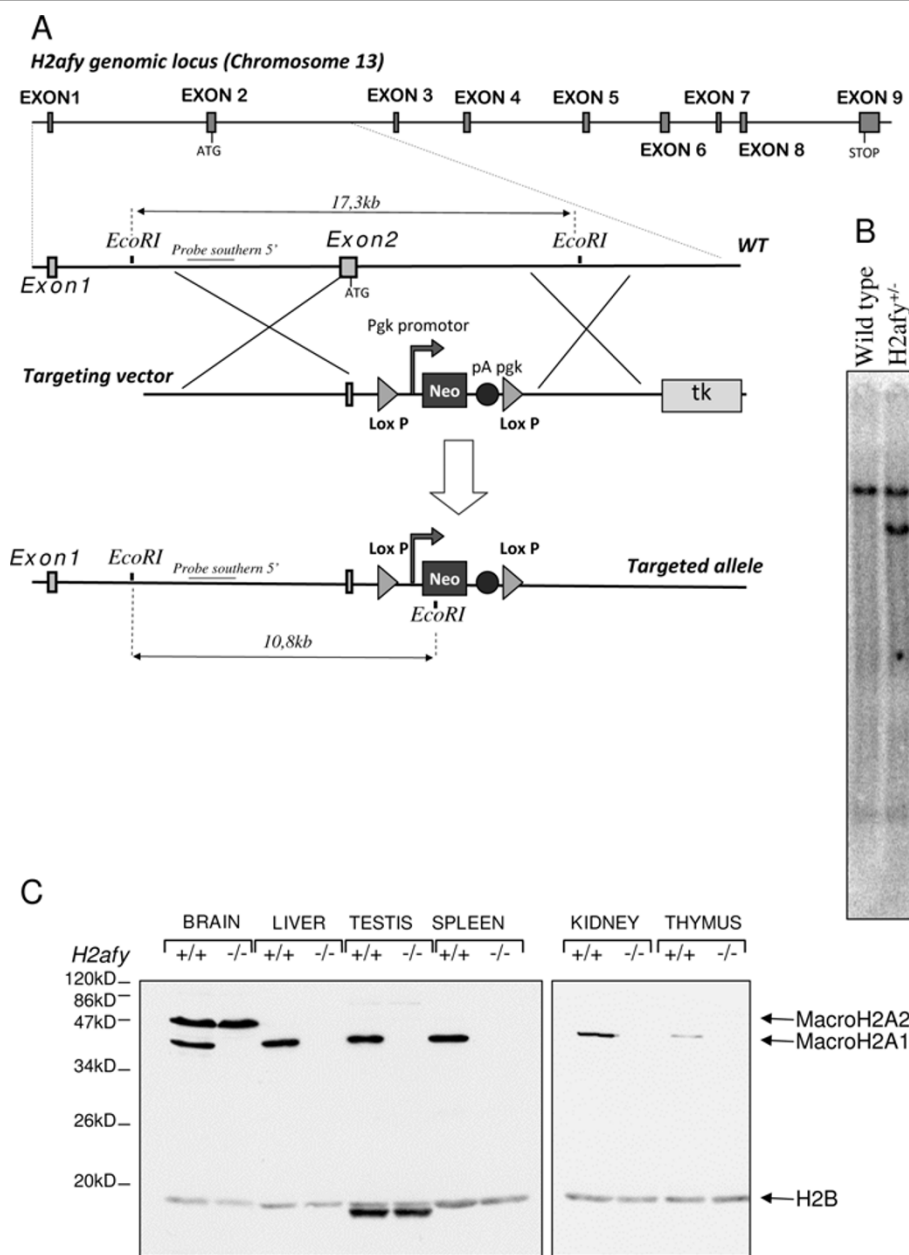 A
H2afy genomic locus (Chromosome 13)
EXON1 EXON 2 EXON 3 EXON 4 EXON 5 EXON 7 EXON 9
ATG EXON 6 EXON 8 STOP
17,3kb
EcoRI Probe southern 5’ Exon2 EcoRI WT
Exon1 ATG
Pgk promotor
Targeting vector pA pgk
Neo tk
Lox P Lox P
Exon1 EcoRI Probe southern 5’ Lox P Lox P Targeted allele
Neo
EcoRI
10,8kb
B
Wild type
H2afy+/-
C
BRAIN LIVER TESTIS SPLEEN KIDNEY THYMUS
H2afy +/+ -/- +/+ -/- +/+ -/- +/+ -/- +/+ -/- +/+ -/-
120kD
86kD
47kD MacroH2A2
MacroH2A1
34kD
26kD
20kD
H2B